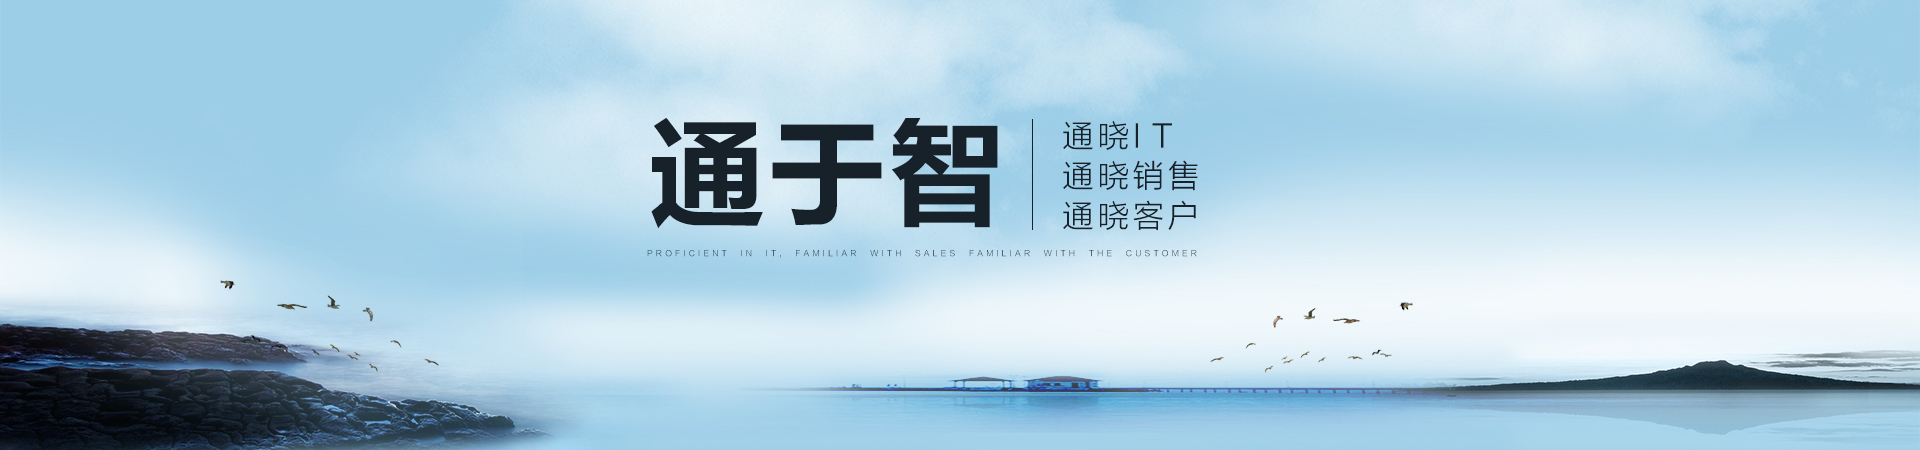 通于智
通晓IT
通晓销售
通晓客户
PROFICIENT IN IT, FAMILIAR WITH SALES FAMILIAR WITH THE CUSTOMER